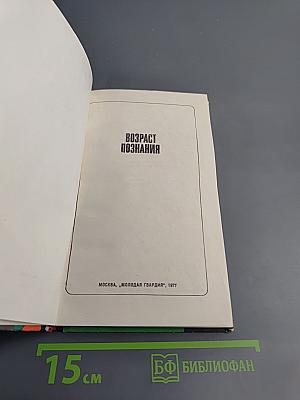 ВОЗРАСТ
ПОЗНАНИЯ
МОСКВА, „МОЛОДАЯ ГВАРДИЯ", 1977
15 см
БФ БИБЛИОФАН